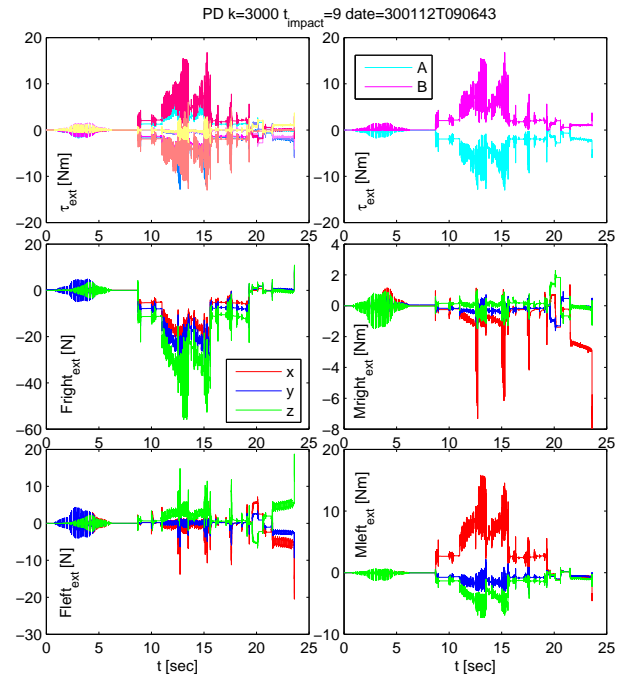 PD k=3000 t_impact=9 date=300112T090643
20
10
0
−10
−20
0 5 10 15 20 25
τ_ext [Nm]
20
10
0
−10
−20
0 5 10 15 20 25
τ_ext [Nm]
A
B
20
0
−20
−40
−60
0 5 10 15 20 25
Fright_ext [N]
x
y
z
4
2
0
−2
−4
−6
−8
0 5 10 15 20 25
Mright_ext [Nm]
20
10
0
−10
−20
−30
0 5 10 15 20 25
Fleft_ext [N]
t [sec]
20
10
0
−10
0 5 10 15 20 25
Mleft_ext [Nm]
t [sec]